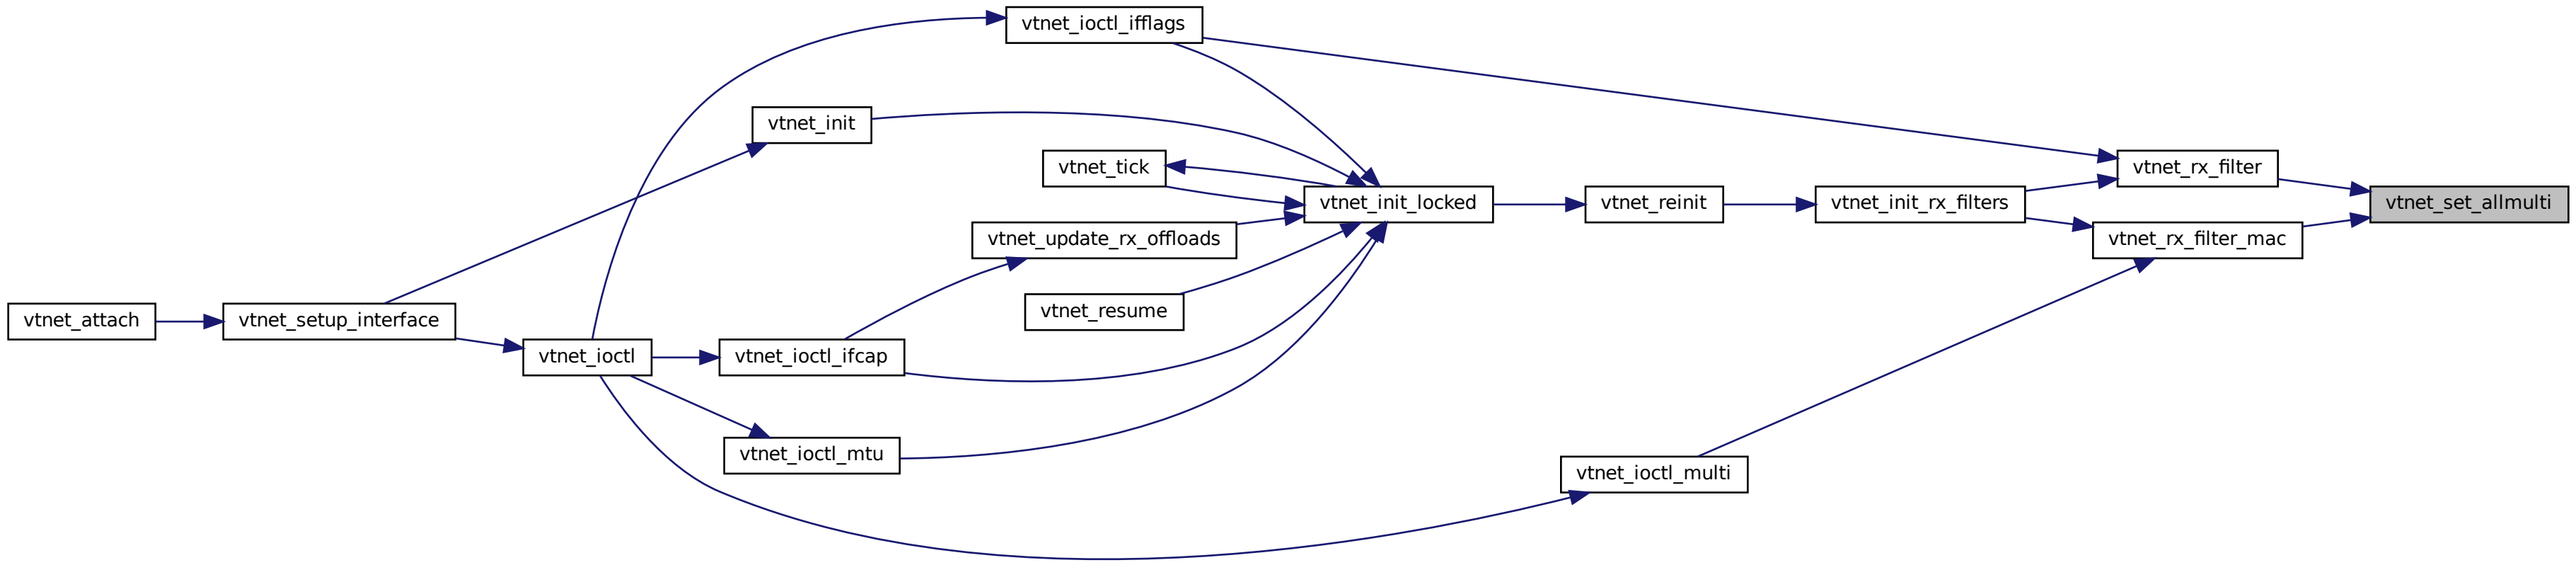 vtnet_ioctl_ifflags
vtnet_init
vtnet_tick
vtnet_rx_filter
vtnet_init_locked
vtnet_reinit
vtnet_init_rx_filters
vtnet_set_allmulti
vtnet_update_rx_offloads
vtnet_rx_filter_mac
vtnet_resume
vtnet_attach
vtnet_setup_interface
vtnet_ioctl
vtnet_ioctl_ifcap
vtnet_ioctl_mtu
vtnet_ioctl_multi